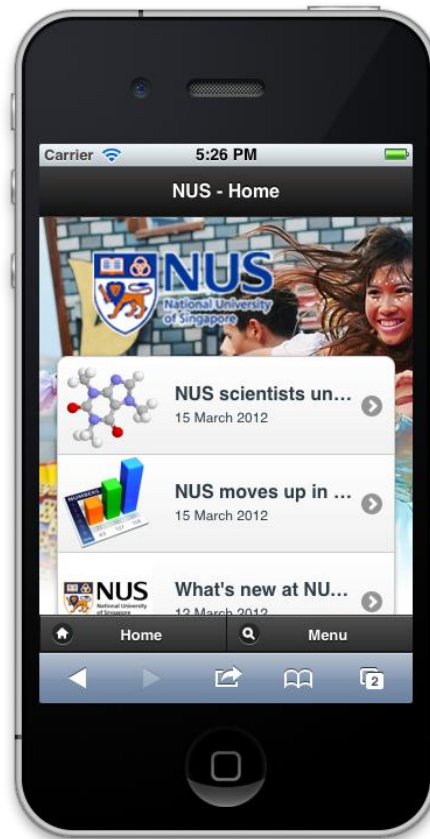 Carrier 5:26 PM
NUS - Home
NUS
National University
of Singapore
NUS scientists un...
15 March 2012
NUMBERS
NUS moves up in ...
15 March 2012
NUS
National University
of Singapore
What's new at NU...
12 March 2012
Home Menu
2